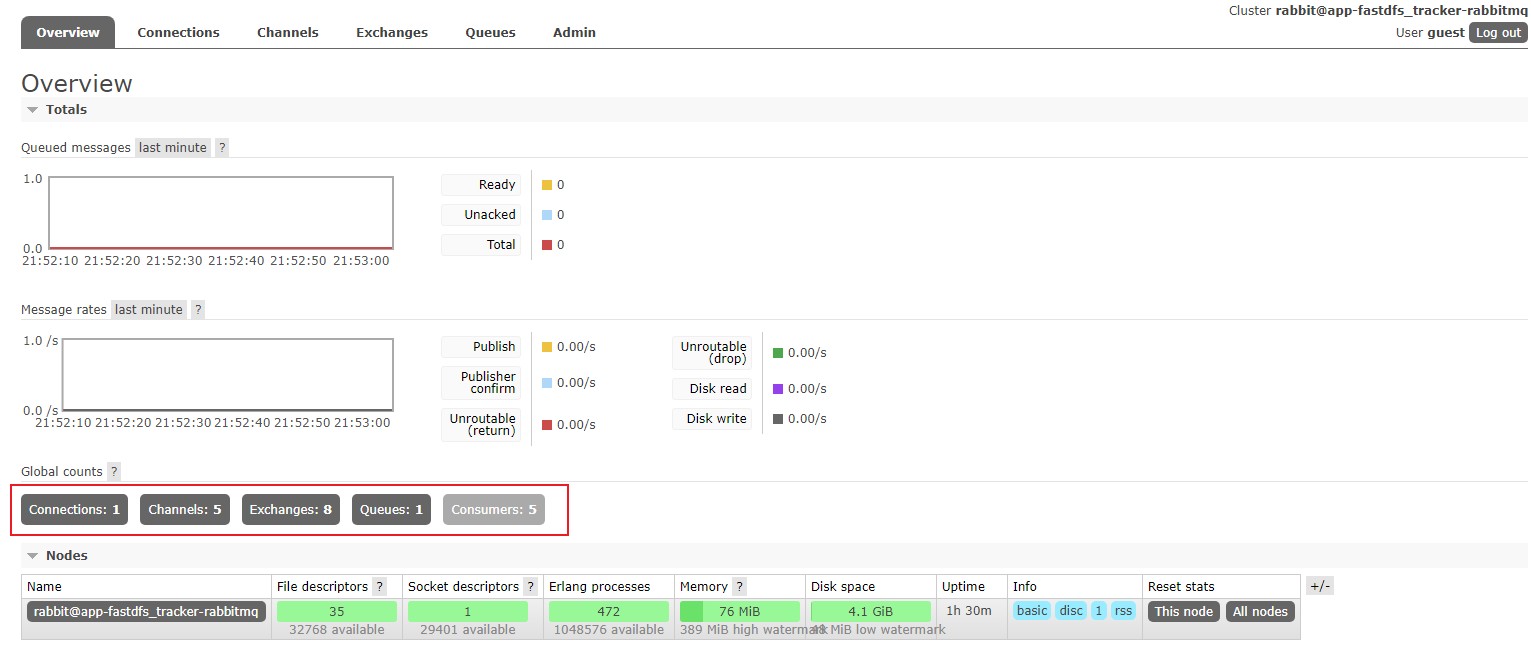 Cluster rabbit@app-fastdfs_tracker-rabbitmq
User guest Log out
Overview Connections Channels Exchanges Queues Admin
Overview
Totals
Queued messages last minute ?
1.0
0.0
21:52:10 21:52:20 21:52:30 21:52:40 21:52:50 21:53:00
Ready 0
Unacked 0
Total 0
Message rates last minute ?
1.0 /s
0.0 /s
21:52:10 21:52:20 21:52:30 21:52:40 21:52:50 21:53:00
Publish 0.00/s
Publisher
confirm 0.00/s
Unroutable
(return) 0.00/s
Unroutable
(drop) 0.00/s
Disk read 0.00/s
Disk write 0.00/s
Global counts ?
Connections: 1 Channels: 5 Exchanges: 8 Queues: 1 Consumers: 5
Nodes
Name File descriptors ? Socket descriptors ? Erlang processes Memory ? Disk space Uptime Info Reset stats +/-
rabbit@app-fastdfs_tracker-rabbitmq 35 1 472 76 MiB 4.1 GiB 1h 30m basic disc 1 rss This node All nodes
32768 available 29401 available 1048576 available 389 MiB high watermark 48 MiB low watermark